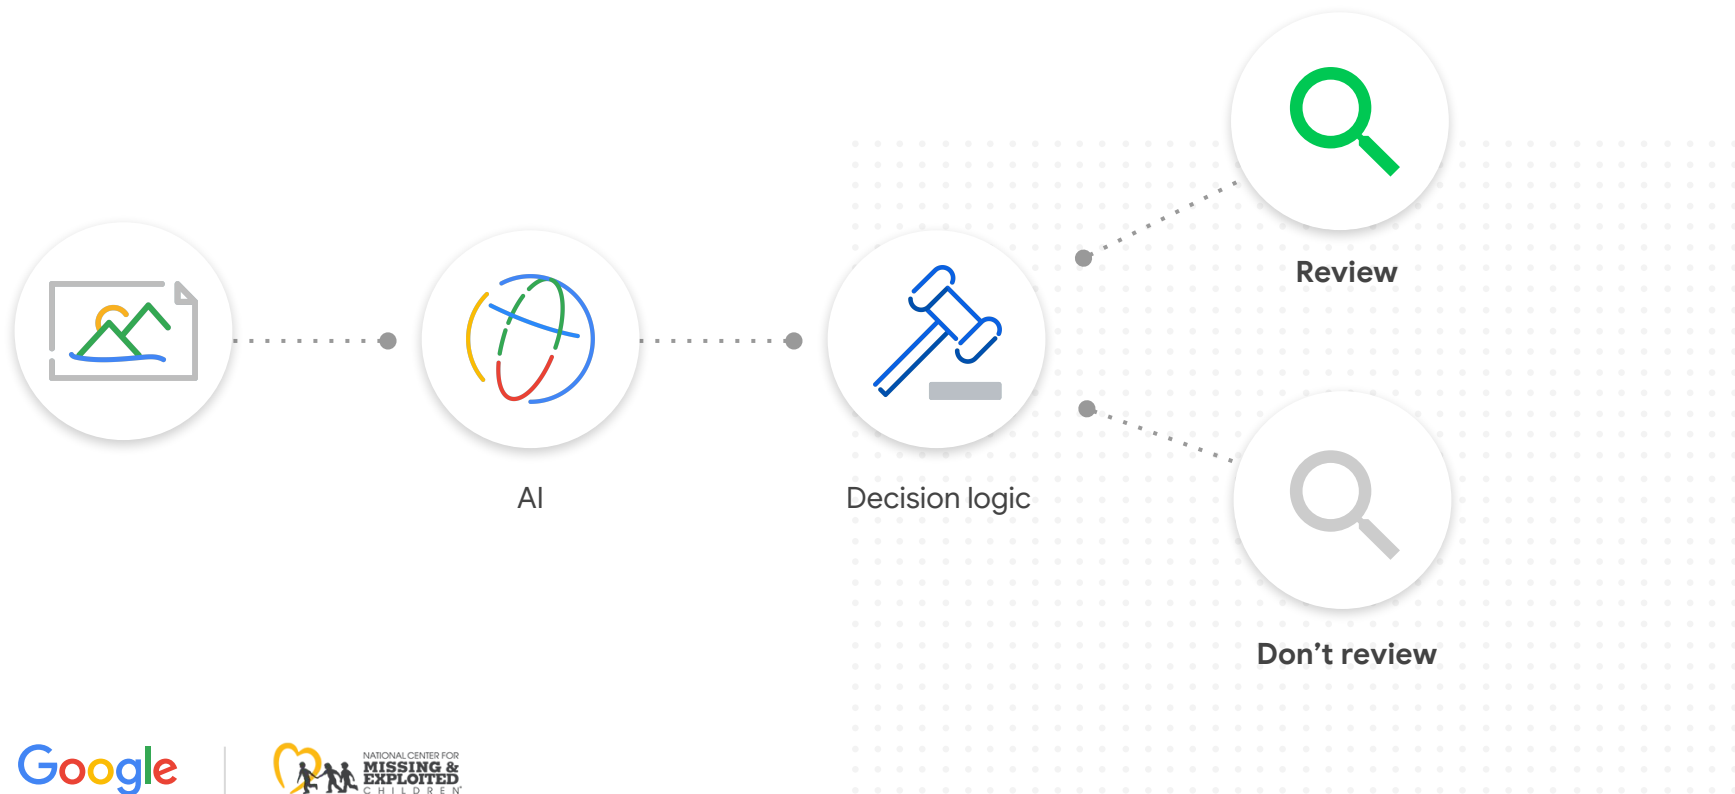 Review
AI
Decision logic
Don’t review
Google
NATIONAL CENTER FOR
MISSING &
EXPLOITED
CHILDREN